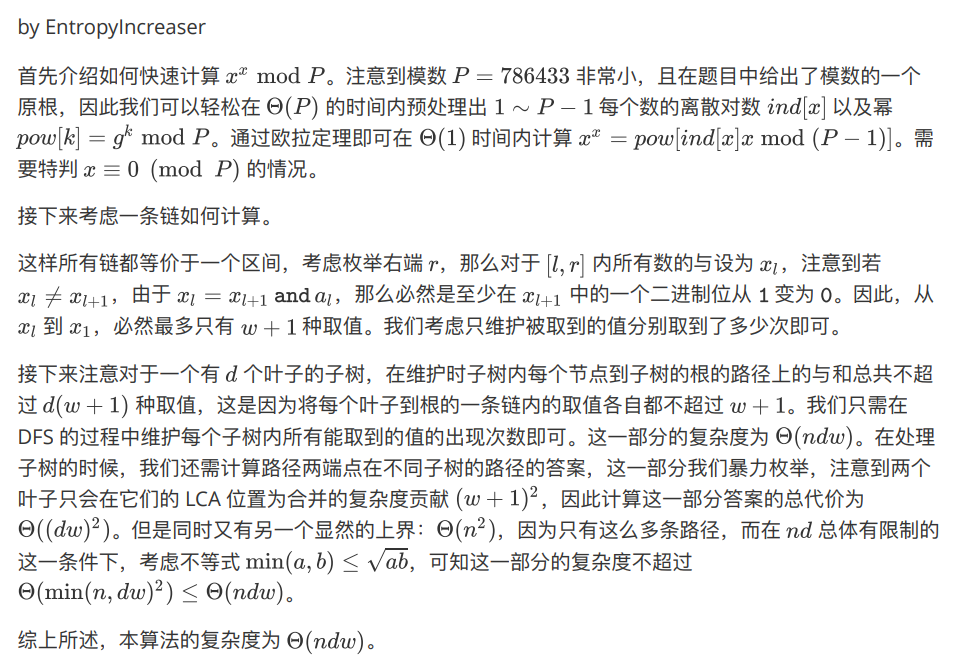 by EntropyIncreaser
首先介绍如何快速计算 x^x mod P。注意到模数 P = 786433 非常小，且在题目中给出了模数的一个
原根，因此我们可以轻松在 Θ(P) 的时间内预处理出 1 ∼ P − 1 每个数的离散对数 ind[x] 以及幂
pow[k] = g^k mod P。通过欧拉定理即可在 Θ(1) 时间内计算 x^x = pow[ind[x]x mod (P − 1)]。需
要特判 x ≡ 0 (mod P) 的情况。
接下来考虑一条链如何计算。
这样所有链都等价于一个区间，考虑枚举右端 r，那么对于 [l, r] 内所有数的与设为 x_l，注意到若
x_l ≠ x_{l+1}，由于 x_l = x_{l+1} and a_l，那么必然是至少在 x_{l+1} 中的一个二进制位从 1 变为 0。因此，从
x_l 到 x_1，必然最多只有 w + 1 种取值。我们考虑只维护被取到的值分别取到了多少次即可。
接下来注意对于一个有 d 个叶子的子树，在维护时子树内每个节点到子树的根的路径上的与和总共不超
过 d(w + 1) 种取值，这是因为将每个叶子到根的一条链内的取值各自都不超过 w + 1。我们只需在
DFS 的过程中维护每个子树内所有能取到的值的出现次数即可。这一部分的复杂度为 Θ(ndw)。在处理
子树的时候，我们还需计算路径两端点在不同子树的路径的答案，这一部分我们暴力枚举，注意到两个
叶子只会在它们的 LCA 位置为合并的复杂度贡献 (w + 1)^2，因此计算这一部分答案的总代价为
Θ((dw)^2)。但是同时又有另一个显然的上界：Θ(n^2)，因为只有这么多条路径，而在 nd 总体有限制的
这一条件下，考虑不等式 min(a, b) ≤ √ab，可知这一部分的复杂度不超过
Θ(min(n, dw)^2) ≤ Θ(ndw)。
综上所述，本算法的复杂度为 Θ(ndw)。